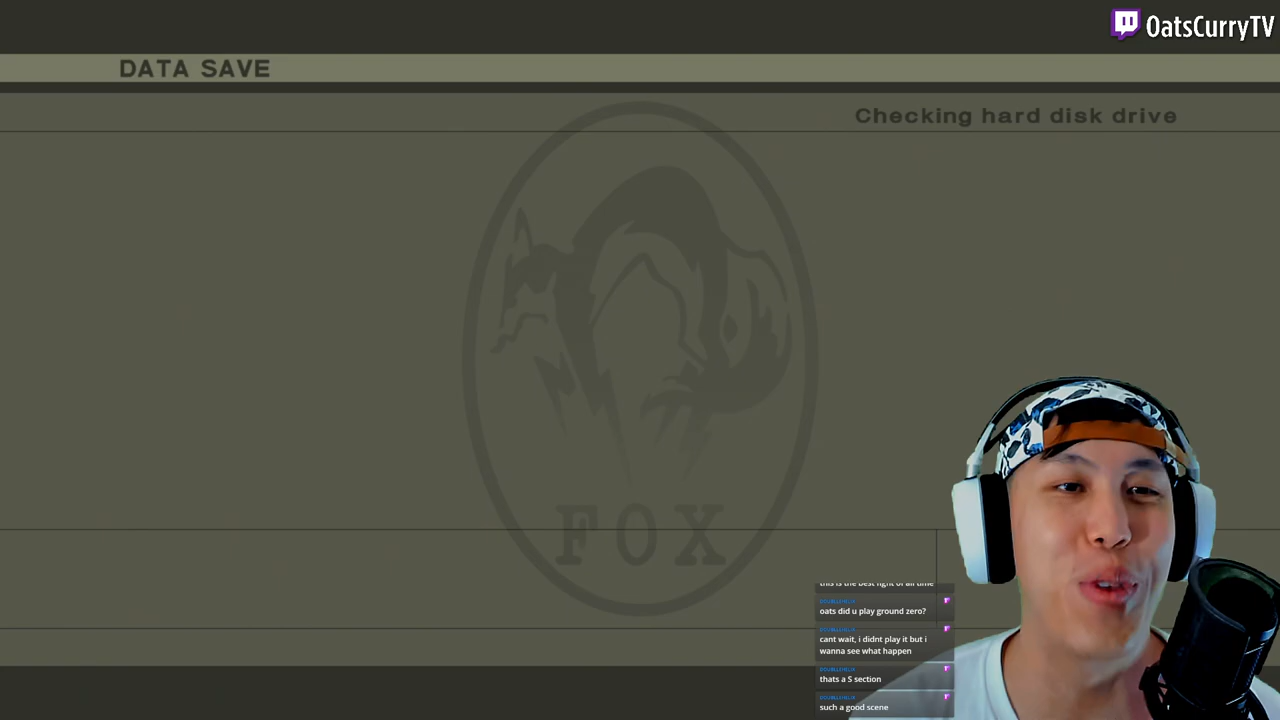 OatsCurryTV
DATA SAVE
Checking hard disk drive
FOX
this is the best fight of all time
oats did u play ground zero?
cant wait, i didnt play it but i
wanna see what happen
thats a S section
such a good scene